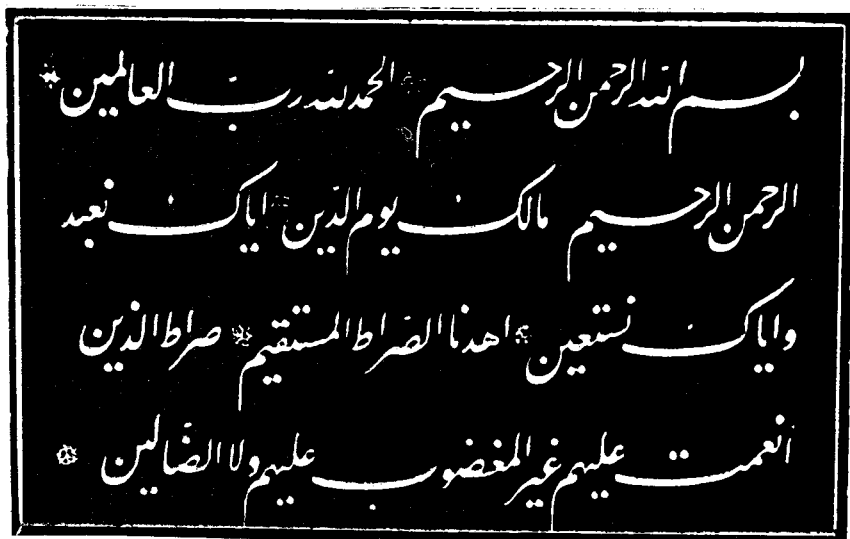 بسم الله الرحمن الرحيم الحمد لله رب العالمين
الرحمن الرحيم مالك يوم الدين اياك نعبد
واياك نستعين اهدنا الصراط المستقيم صراط الذين
انعمت عليهم غير المغضوب عليهم ولا الضالين